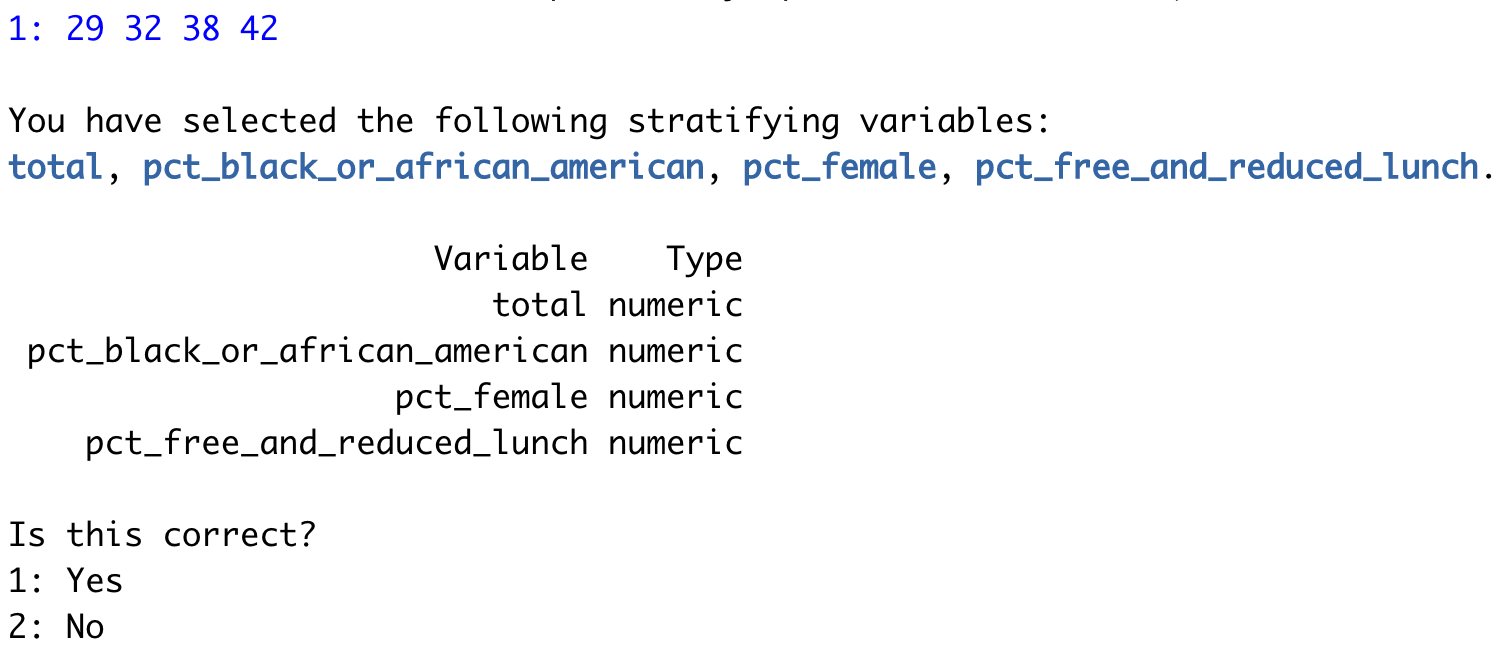 1: 29 32 38 42
You have selected the following stratifying variables:
total, pct_black_or_african_american, pct_female, pct_free_and_reduced_lunch.
Variable Type
total numeric
pct_black_or_african_american numeric
pct_female numeric
pct_free_and_reduced_lunch numeric
Is this correct?
1: Yes
2: No